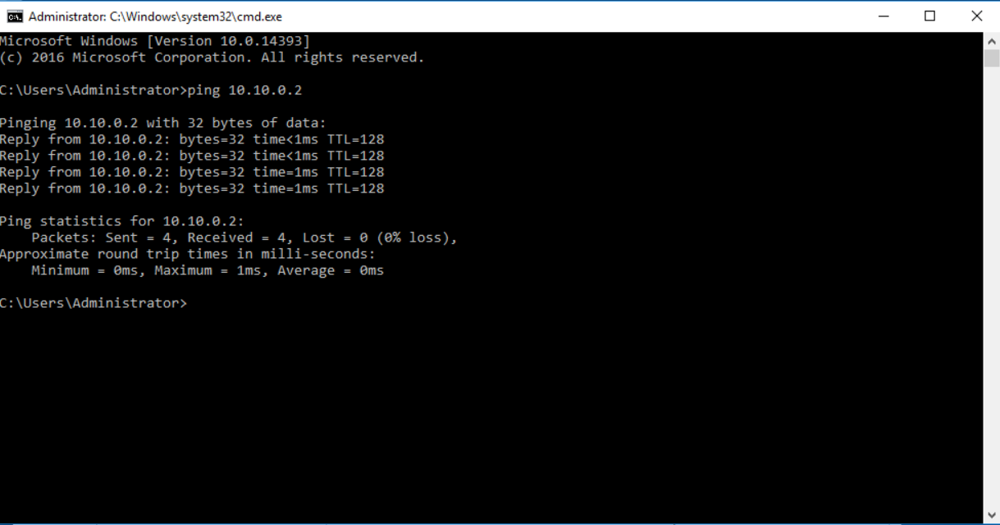 Administrator: C:\Windows\system32\cmd.exe
Microsoft Windows [Version 10.0.14393]
(c) 2016 Microsoft Corporation. All rights reserved.
C:\Users\Administrator>ping 10.10.0.2
Pinging 10.10.0.2 with 32 bytes of data:
Reply from 10.10.0.2: bytes=32 time<1ms TTL=128
Reply from 10.10.0.2: bytes=32 time<1ms TTL=128
Reply from 10.10.0.2: bytes=32 time=1ms TTL=128
Reply from 10.10.0.2: bytes=32 time=1ms TTL=128
Ping statistics for 10.10.0.2:
    Packets: Sent = 4, Received = 4, Lost = 0 (0% loss),
Approximate round trip times in milli-seconds:
    Minimum = 0ms, Maximum = 1ms, Average = 0ms
C:\Users\Administrator>